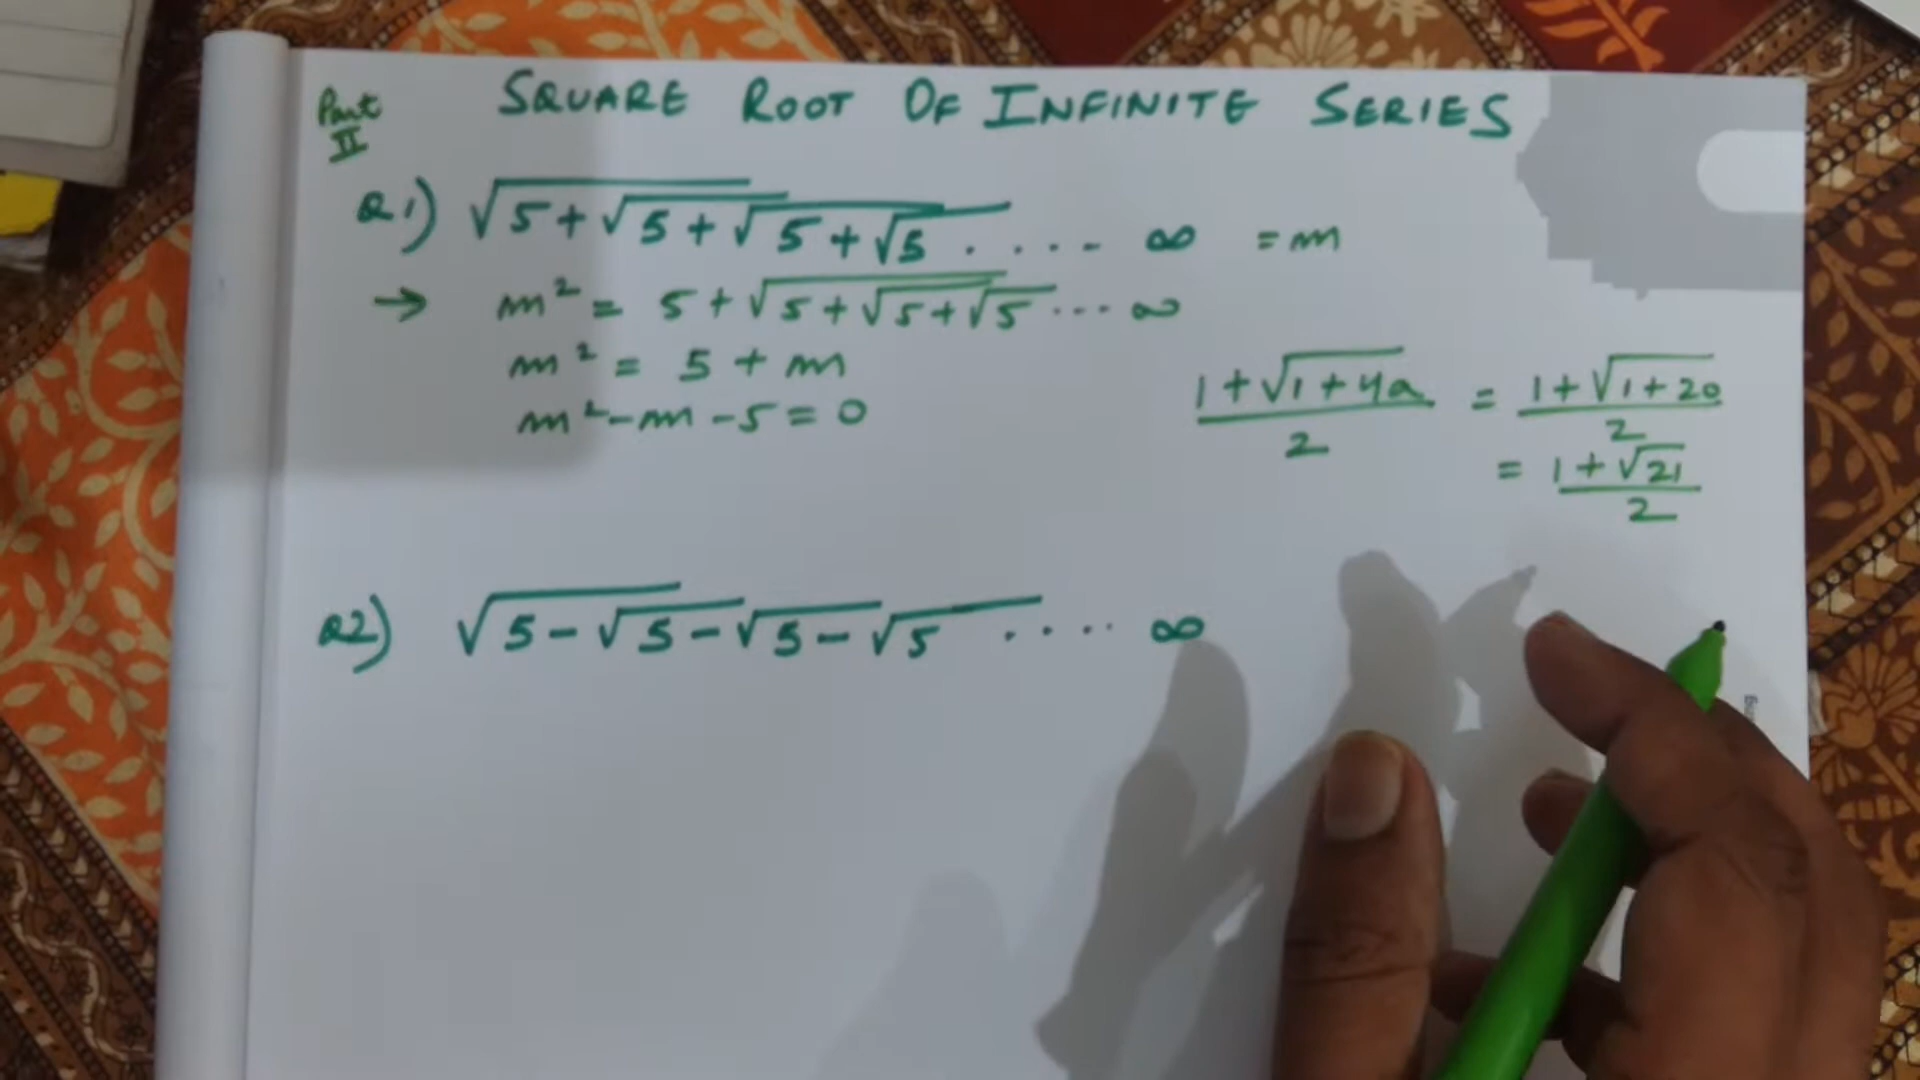 Part II
SQUARE ROOT OF INFINITE SERIES
Q1) √5+√5+√5+√5 .... ∞ = m
→ m² = 5+√5+√5+√5 ... ∞
m² = 5 + m
m² - m - 5 = 0
1+√1+4a / 2 = 1+√1+20 / 2
= 1+√21 / 2
Q2) √5-√5-√5-√5 .... ∞